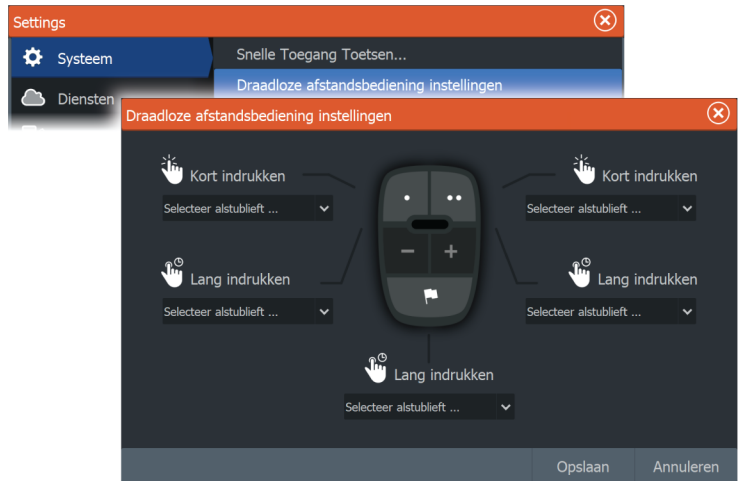 Settings
Systeem
Snelle Toegang Toetsen...
Draadloze afstandsbediening instellingen
Diensten
Draadloze afstandsbediening instellingen
Kort indrukken
Selecteer alstublieft ...
Kort indrukken
Selecteer alstublieft ...
Lang indrukken
Selecteer alstublieft ...
Lang indrukken
Selecteer alstublieft ...
Lang indrukken
Selecteer alstublieft ...
Opslaan
Annuleren